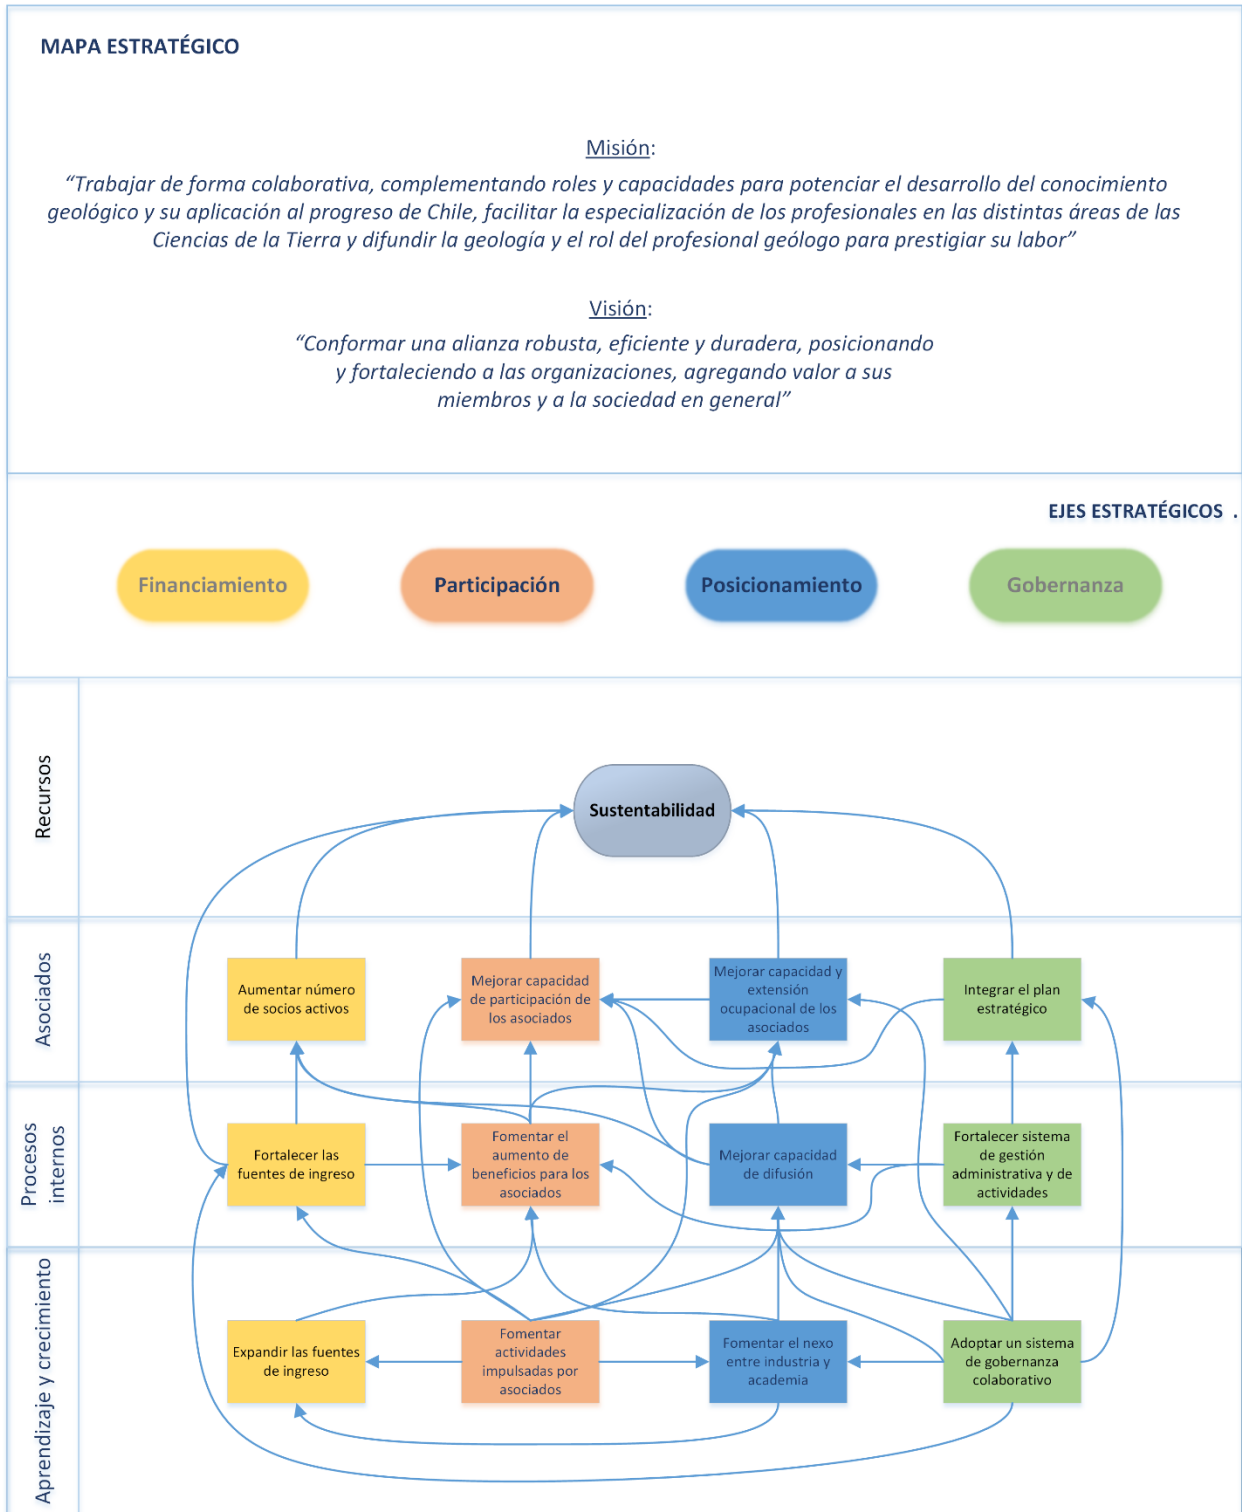 MAPA ESTRATÉGICO
Misión:
“Trabajar de forma colaborativa, complementando roles y capacidades para potenciar el desarrollo del conocimiento
geológico y su aplicación al progreso de Chile, facilitar la especialización de los profesionales en las distintas áreas de las
Ciencias de la Tierra y difundir la geología y el rol del profesional geólogo para prestigiar su labor”
Visión:
“Conformar una alianza robusta, eficiente y duradera, posicionando
y fortaleciendo a las organizaciones, agregando valor a sus
miembros y a la sociedad en general”
EJES ESTRATÉGICOS .
Financiamiento
Participación
Posicionamiento
Gobernanza
Recursos
Sustentabilidad
Asociados
Aumentar número
de socios activos
Mejorar capacidad
de participación de
los asociados
Mejorar capacidad y
extensión
ocupacional de los
asociados
Integrar el plan
estratégico
Procesos
internos
Fortalecer las
fuentes de ingreso
Fomentar el
aumento de
beneficios para los
asociados
Mejorar capacidad
de difusión
Fortalecer sistema
de gestión
administrativa y de
actividades
Aprendizaje y crecimiento
Expandir las fuentes
de ingreso
Fomentar
actividades
impulsadas por
asociados
Fomentar el nexo
entre industria y
academia
Adoptar un sistema
de gobernanza
colaborativo